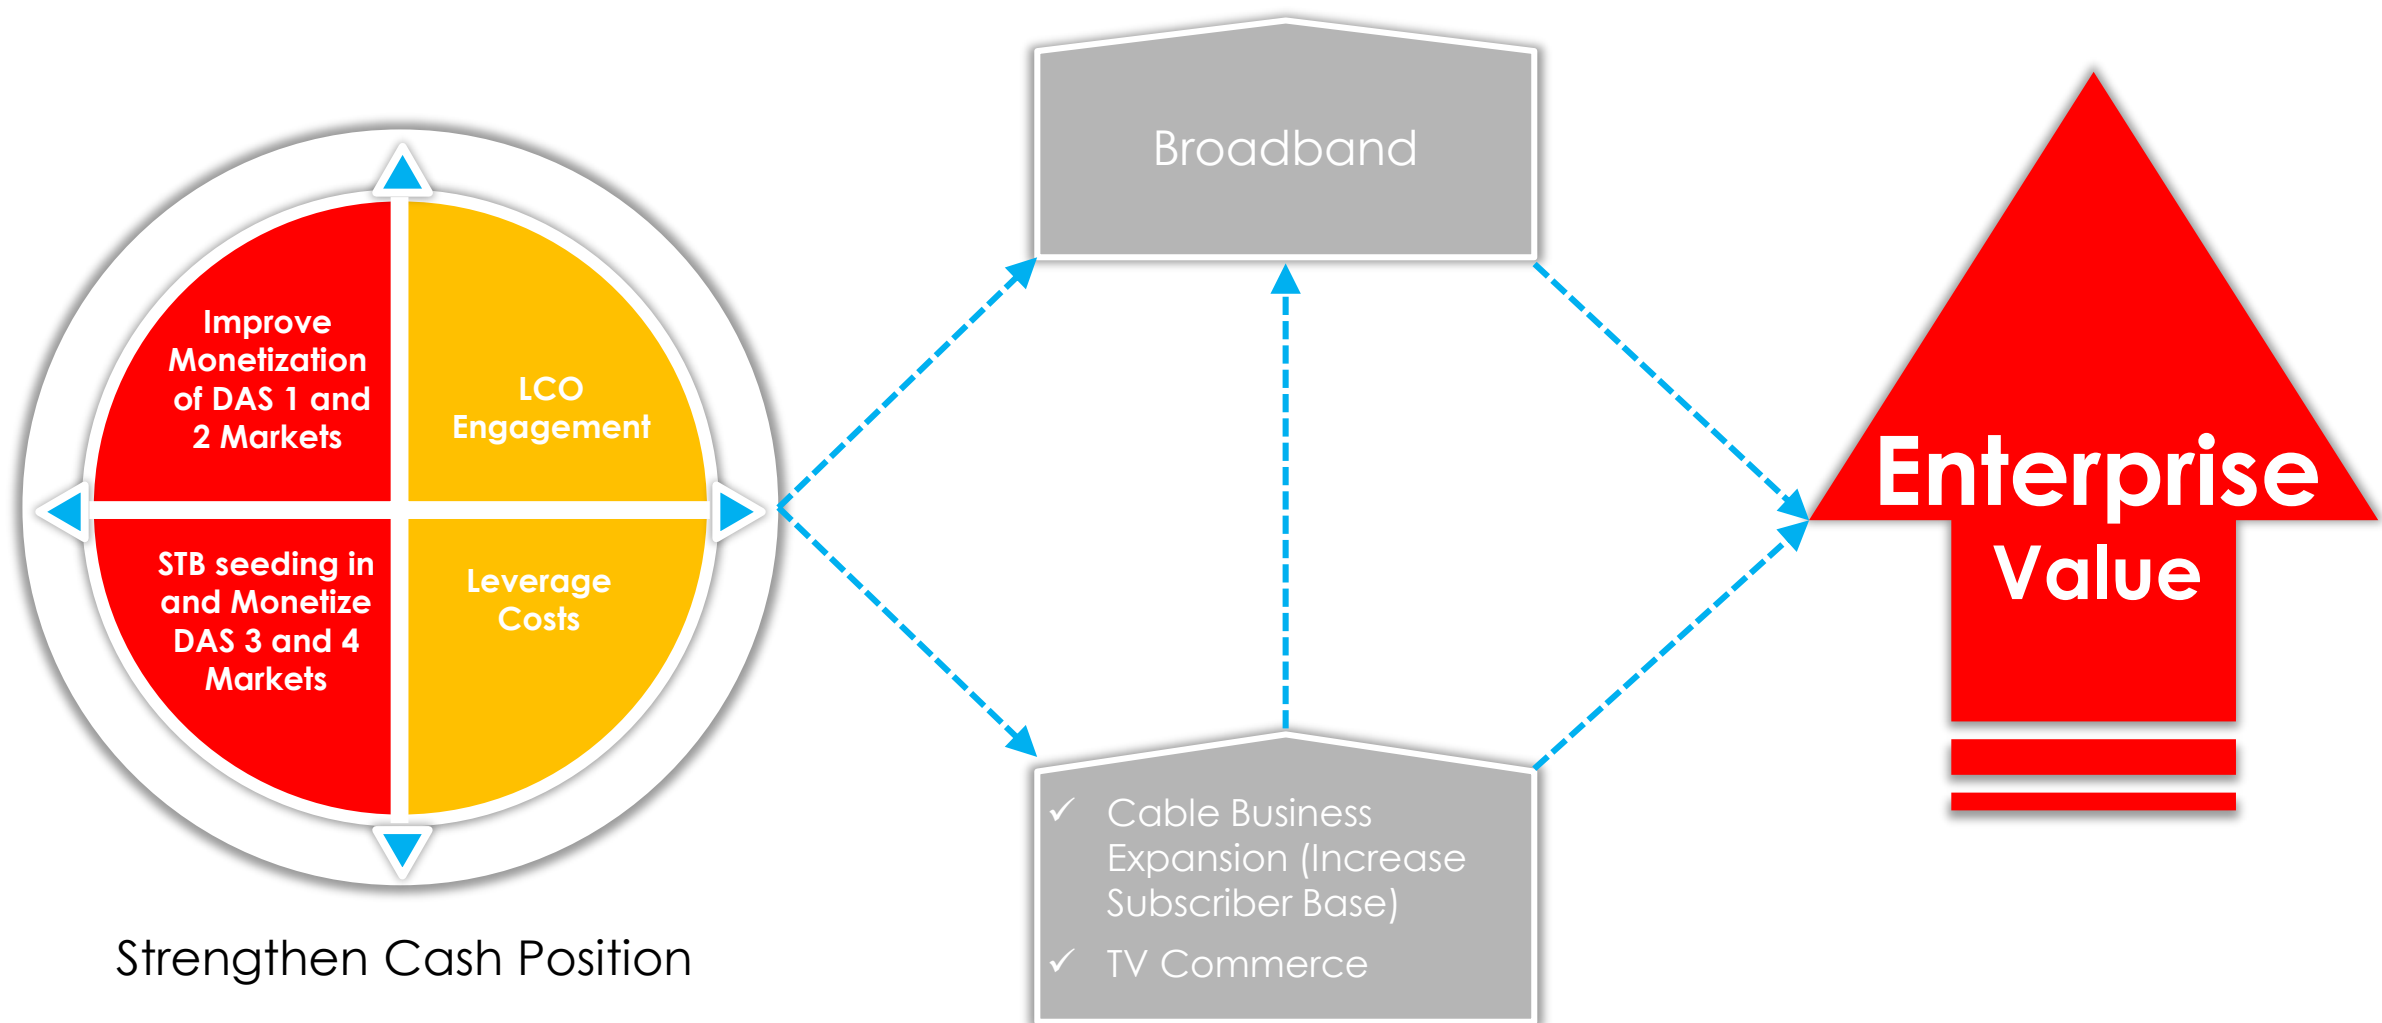 Improve
Monetization
of DAS 1 and
2 Markets
LCO
Engagement
STB seeding in
and Monetize
DAS 3 and 4
Markets
Leverage
Costs
Strengthen Cash Position
Broadband
✓ Cable Business
Expansion (Increase
Subscriber Base)
✓ TV Commerce
Enterprise
Value